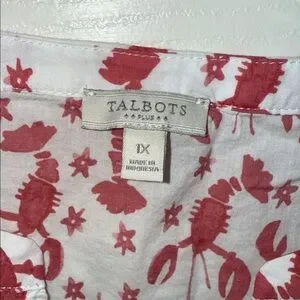 TALBOTS
PLUS
1X
MADE IN
INDONESIA